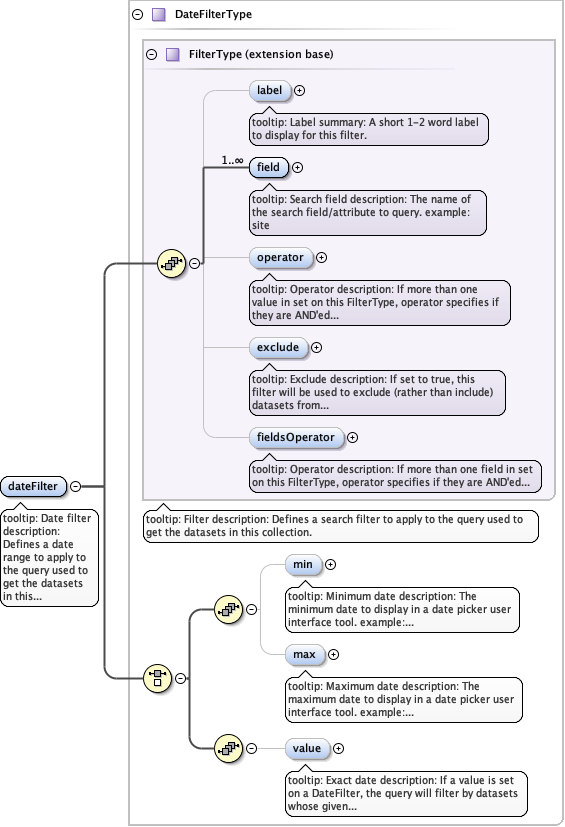 DateFilterType
FilterType (extension base)
label
tooltip: Label summary: A short 1-2 word label
to display for this filter.
1..∞
field
tooltip: Search field description: The name of
the search field/attribute to query. example:
site
operator
tooltip: Operator description: If more than one
value in set on this FilterType, operator specifies if
they are AND'ed...
exclude
tooltip: Exclude description: If set to true, this
filter will be used to exclude (rather than include)
datasets from...
fieldsOperator
tooltip: Operator description: If more than one field in set
on this FilterType, operator specifies if they are AND'ed...
dateFilter
tooltip: Date filter
description:
Defines a date
range to apply to
the query used to
get the datasets
in this...
tooltip: Filter description: Defines a search filter to apply to the query used to
get the datasets in this collection.
min
tooltip: Minimum date description: The
minimum date to display in a date picker user
interface tool. example:...
max
tooltip: Maximum date description: The
maximum date to display in a date picker user
interface tool. example:...
value
tooltip: Exact date description: If a value is set
on a DateFilter, the query will filter by datasets
whose given...